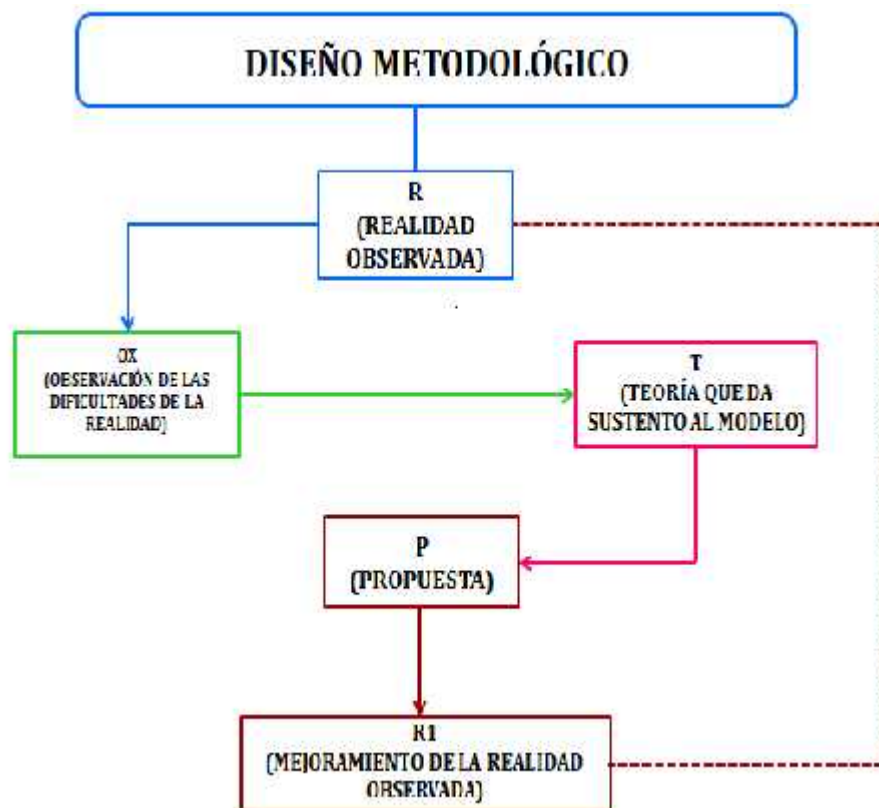 DISEÑO METODOLÓGICO
R
(REALIDAD
OBSERVADA)
OX
(OBSERVACIÓN DE LAS
DIFICULTADES DE LA
REALIDAD)
T
(TEORÍA QUE DA
SUSTENTO AL MODELO)
P
(PROPUESTA)
R1
(MEJORAMIENTO DE LA REALIDAD
OBSERVADA)